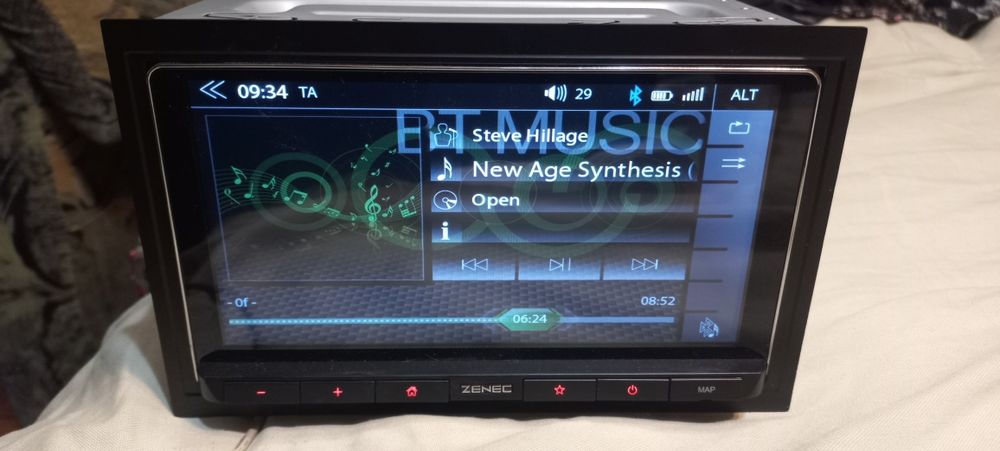 09:34 TA 29 ALT
BT MUSIC
Steve Hillage
New Age Synthesis (
Open
i
- Of -
08:52
06:24
- + ZENEC MAP